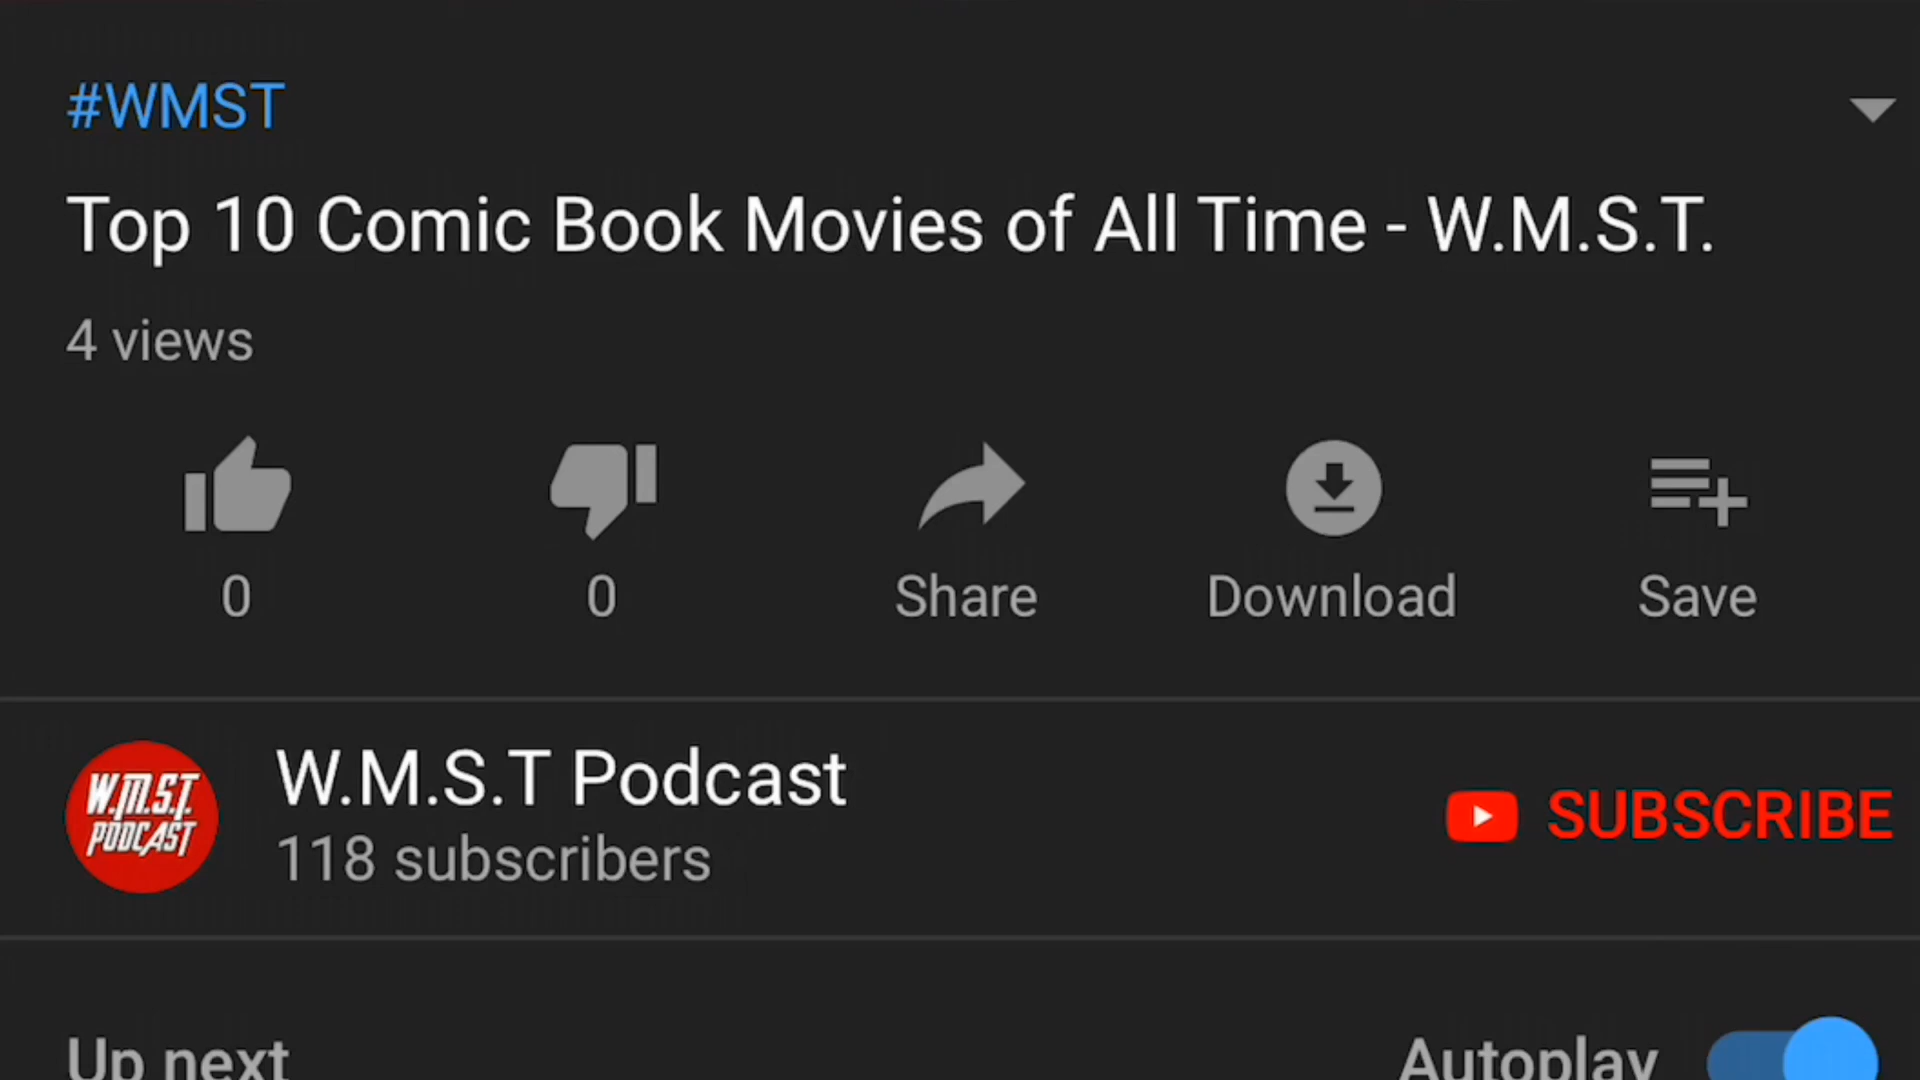 #WMST
Top 10 Comic Book Movies of All Time - W.M.S.T.
4 views
0 0 Share Download Save
W.M.S.T.
PODCAST
W.M.S.T Podcast
118 subscribers
SUBSCRIBE
Up next Autoplay